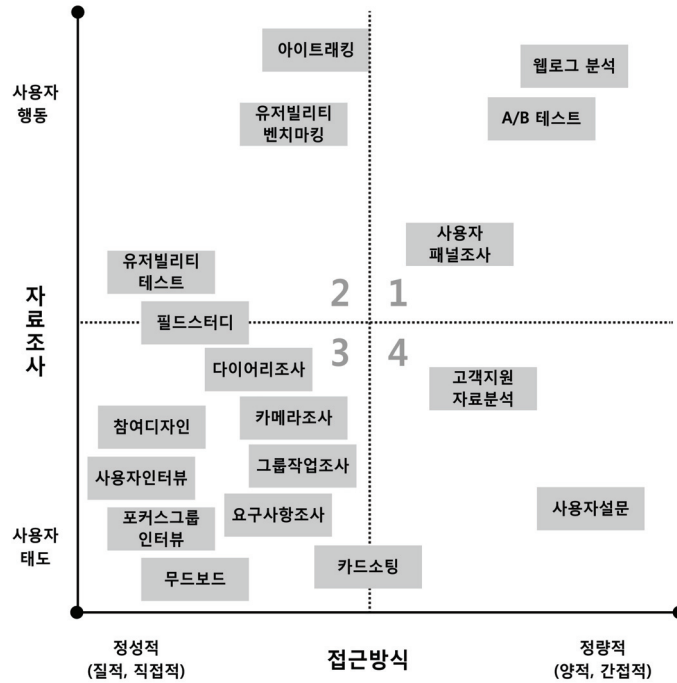 아이트래킹
웹로그 분석
사용자
행동
유저빌리티
벤치마킹
A/B 테스트
사용자
패널조사
유저빌리티
테스트
2
1
자
료
조
사
필드스터디
3
4
다이어리조사
고객지원
자료분석
카메라조사
참여디자인
그룹작업조사
사용자인터뷰
사용자설문
요구사항조사
포커스그룹
인터뷰
사용자
태도
카드소팅
무드보드
정성적
(질적, 직접적)
접근방식
정량적
(양적, 간접적)